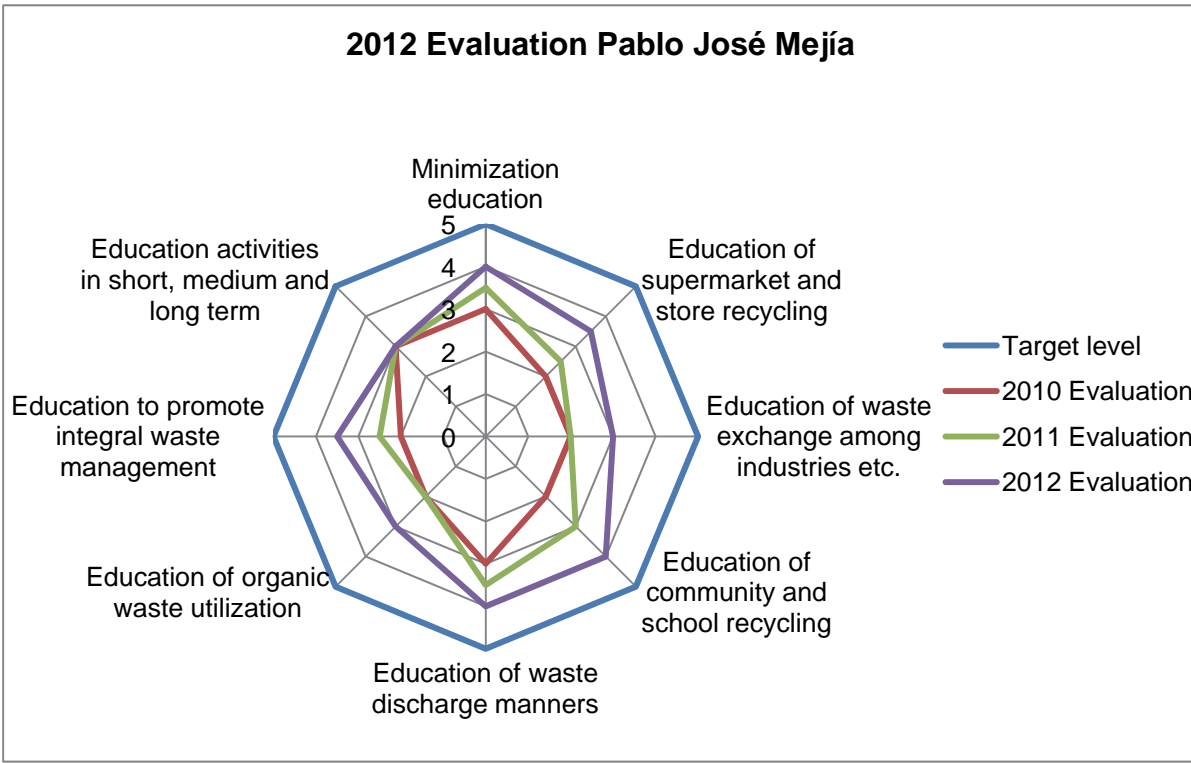 2012 Evaluation Pablo José Mejía
Minimization
education
5
4
3
2
1
0
Education of
supermarket and
store recycling
Education of waste
exchange among
industries etc.
Education of
community and
school recycling
Education of waste
discharge manners
Education of organic
waste utilization
Education to promote
integral waste
management
Education activities
in short, medium and
long term
Target level
2010 Evaluation
2011 Evaluation
2012 Evaluation